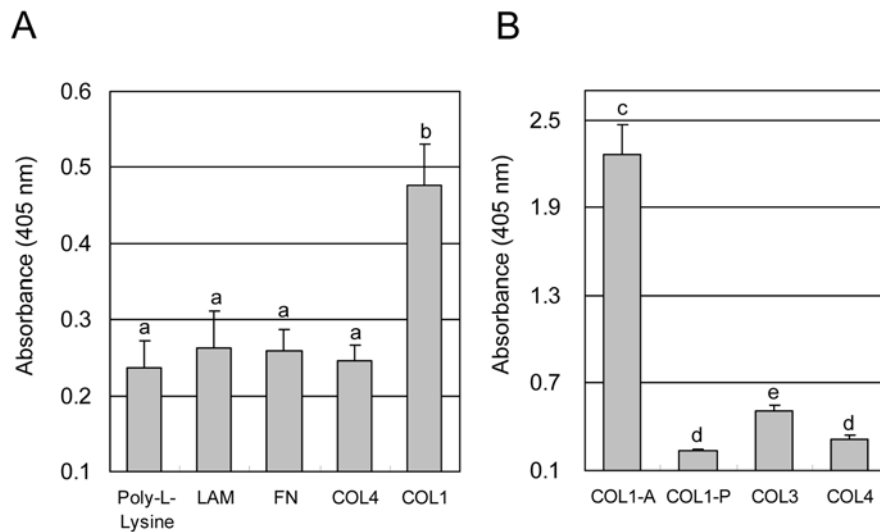 A
Absorbance (405 nm)
0.6
0.5
0.4
0.3
0.2
0.1
a
a
a
a
b
Poly-L-
Lysine
LAM
FN
COL4
COL1
B
Absorbance (405 nm)
2.5
1.9
1.3
0.7
0.1
c
d
e
d
COL1-A
COL1-P
COL3
COL4